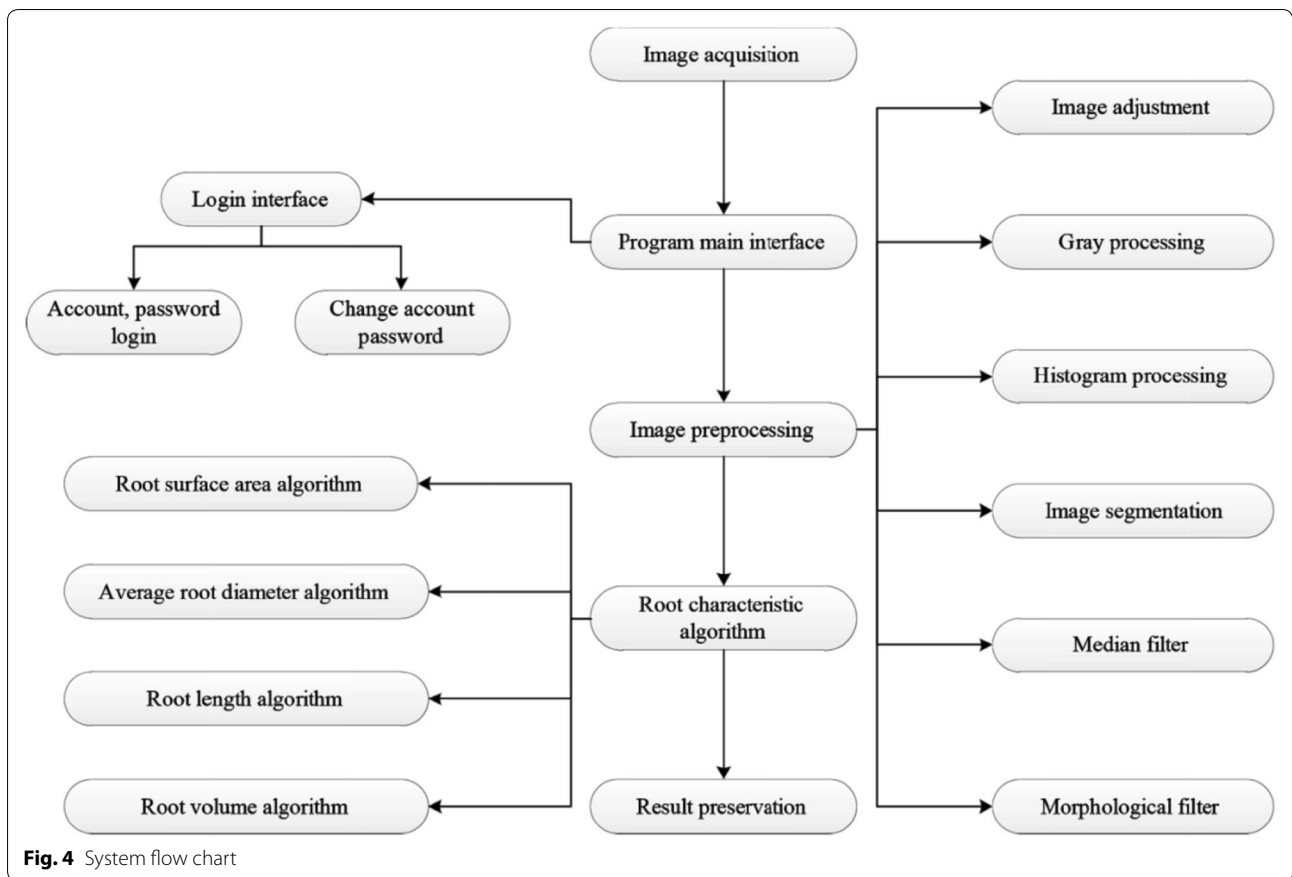 Image acquisition
Image adjustment
Login interface
Program main interface
Gray processing
Account, password
login
Change account
password
Histogram processing
Image preprocessing
Root surface area algorithm
Image segmentation
Average root diameter algorithm
Root characteristic
algorithm
Median filter
Root length algorithm
Root volume algorithm
Result preservation
Morphological filter
Fig. 4 System flow chart